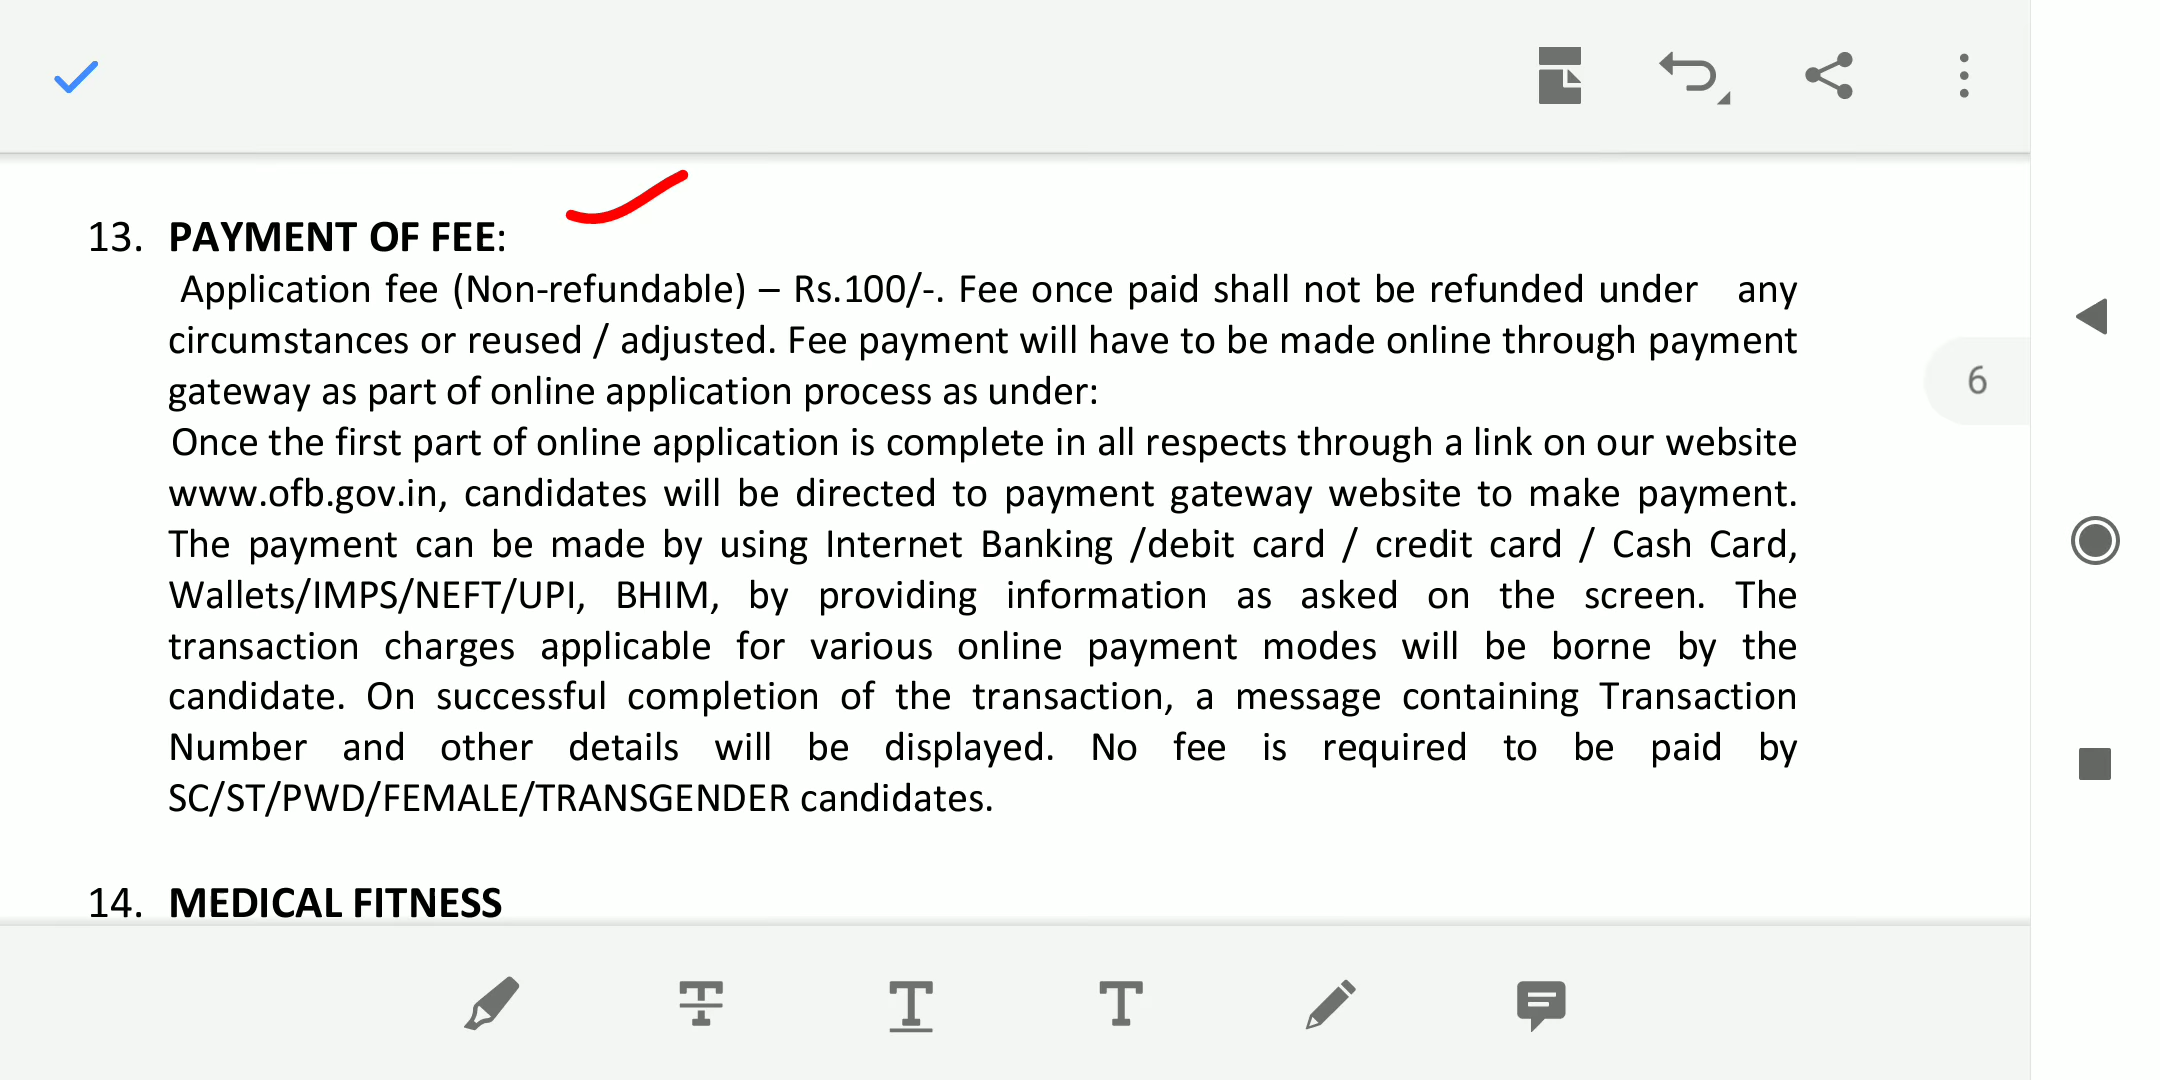 13. PAYMENT OF FEE:
Application fee (Non-refundable) – Rs.100/-. Fee once paid shall not be refunded under any
circumstances or reused / adjusted. Fee payment will have to be made online through payment
gateway as part of online application process as under:
Once the first part of online application is complete in all respects through a link on our website
www.ofb.gov.in, candidates will be directed to payment gateway website to make payment.
The payment can be made by using Internet Banking /debit card / credit card / Cash Card,
Wallets/IMPS/NEFT/UPI, BHIM, by providing information as asked on the screen. The
transaction charges applicable for various online payment modes will be borne by the
candidate. On successful completion of the transaction, a message containing Transaction
Number and other details will be displayed. No fee is required to be paid by
SC/ST/PWD/FEMALE/TRANSGENDER candidates.
6
14. MEDICAL FITNESS